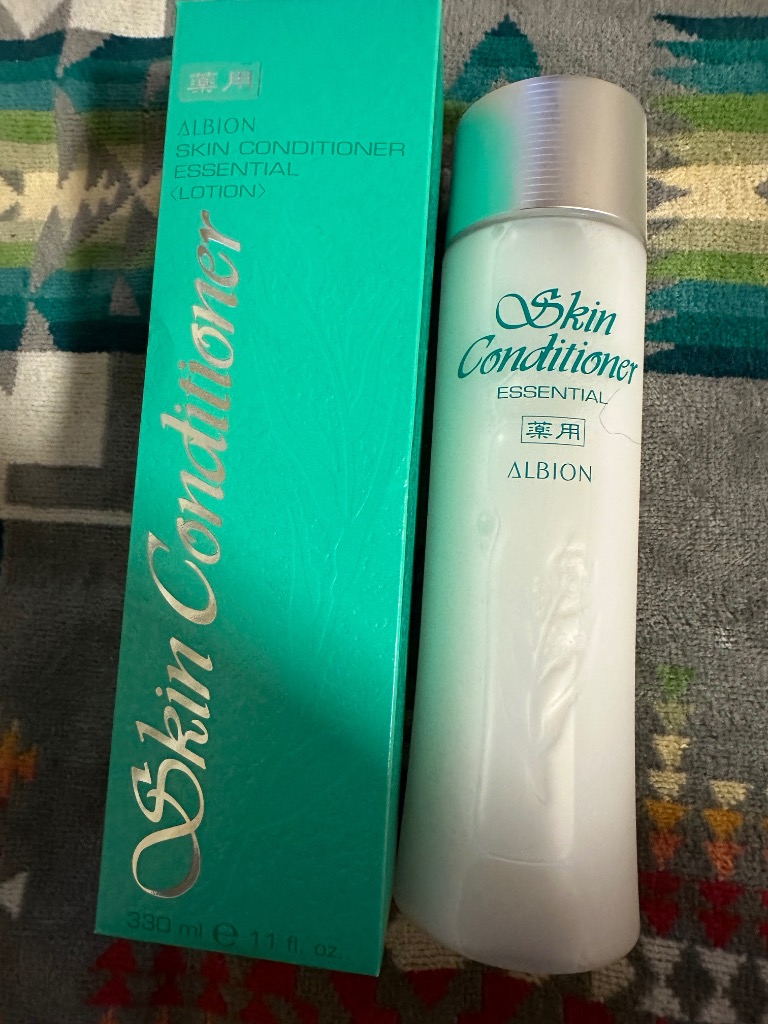 薬用
ALBION
SKIN CONDITIONER
ESSENTIAL
〈LOTION〉
Skin Conditioner
330 ml ℮ 11 fl. oz.
Skin
Conditioner
ESSENTIAL
薬用
ALBION